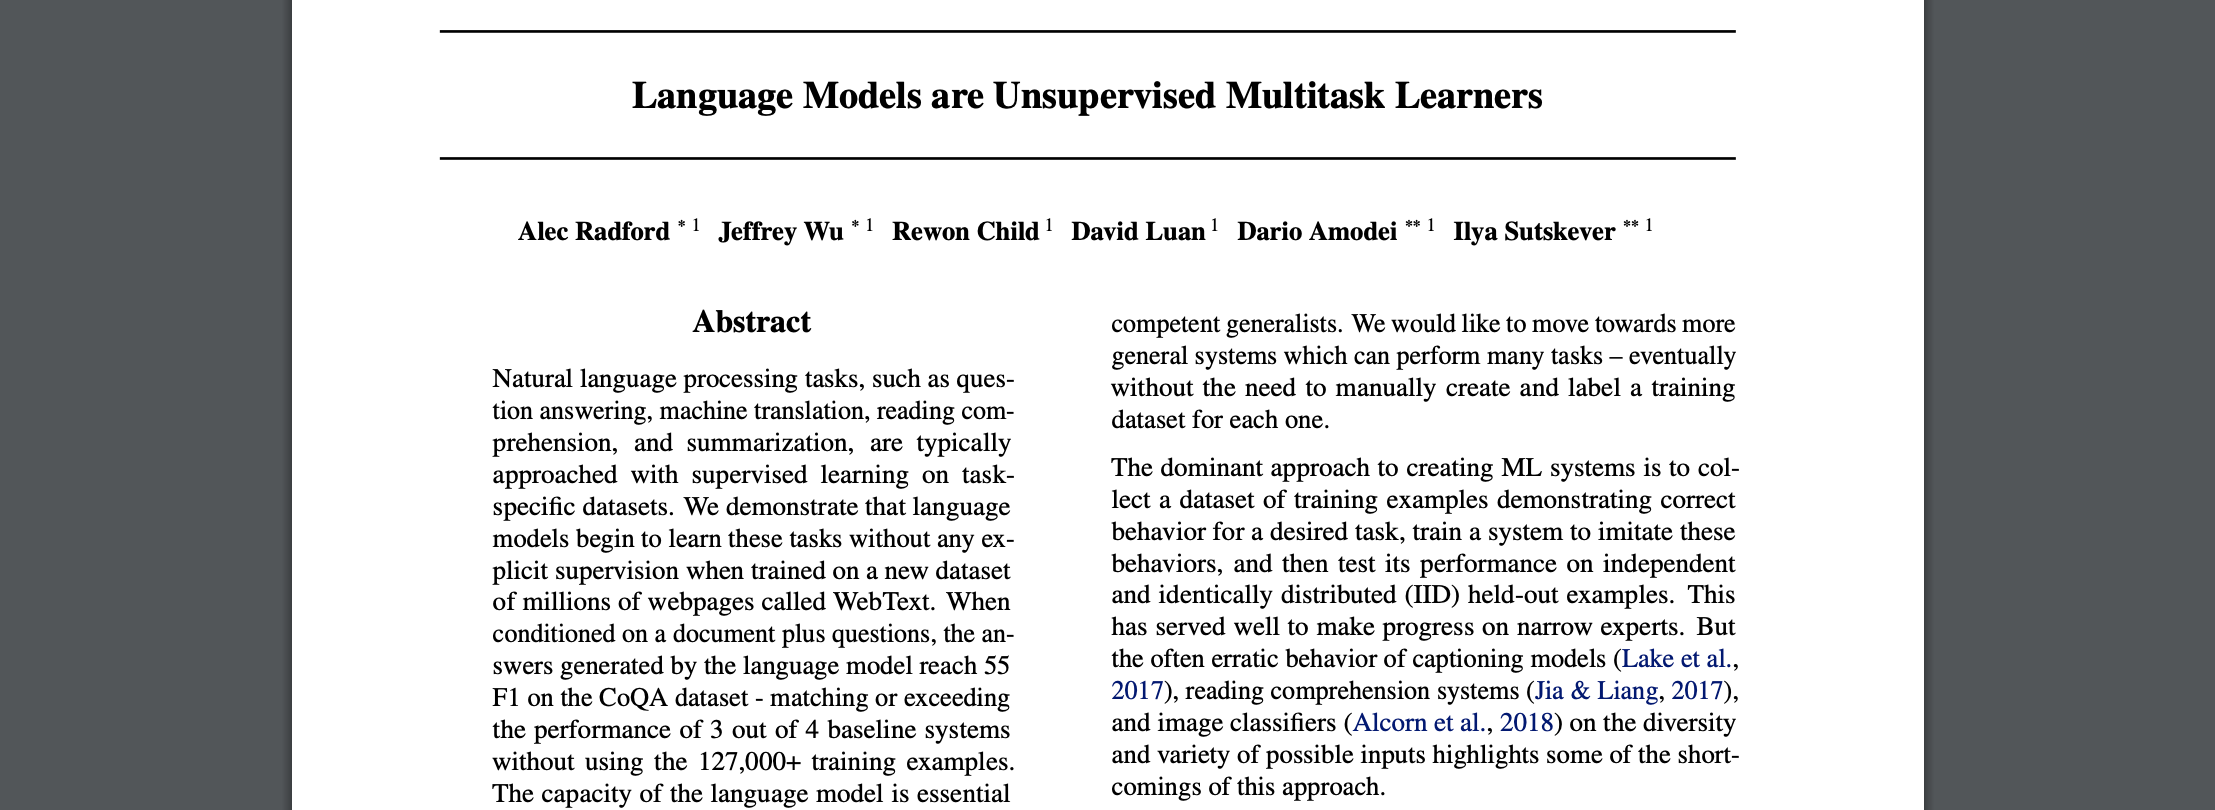 Language Models are Unsupervised Multitask Learners
Alec Radford * 1 Jeffrey Wu * 1 Rewon Child 1 David Luan 1 Dario Amodei ** 1 Ilya Sutskever ** 1
Abstract
Natural language processing tasks, such as ques-
tion answering, machine translation, reading com-
prehension, and summarization, are typically
approached with supervised learning on task-
specific datasets. We demonstrate that language
models begin to learn these tasks without any ex-
plicit supervision when trained on a new dataset
of millions of webpages called WebText. When
conditioned on a document plus questions, the an-
swers generated by the language model reach 55
F1 on the CoQA dataset - matching or exceeding
the performance of 3 out of 4 baseline systems
without using the 127,000+ training examples.
The capacity of the language model is essential
competent generalists. We would like to move towards more
general systems which can perform many tasks – eventually
without the need to manually create and label a training
dataset for each one.
The dominant approach to creating ML systems is to col-
lect a dataset of training examples demonstrating correct
behavior for a desired task, train a system to imitate these
behaviors, and then test its performance on independent
and identically distributed (IID) held-out examples. This
has served well to make progress on narrow experts. But
the often erratic behavior of captioning models (Lake et al.,
2017), reading comprehension systems (Jia & Liang, 2017),
and image classifiers (Alcorn et al., 2018) on the diversity
and variety of possible inputs highlights some of the short-
comings of this approach.